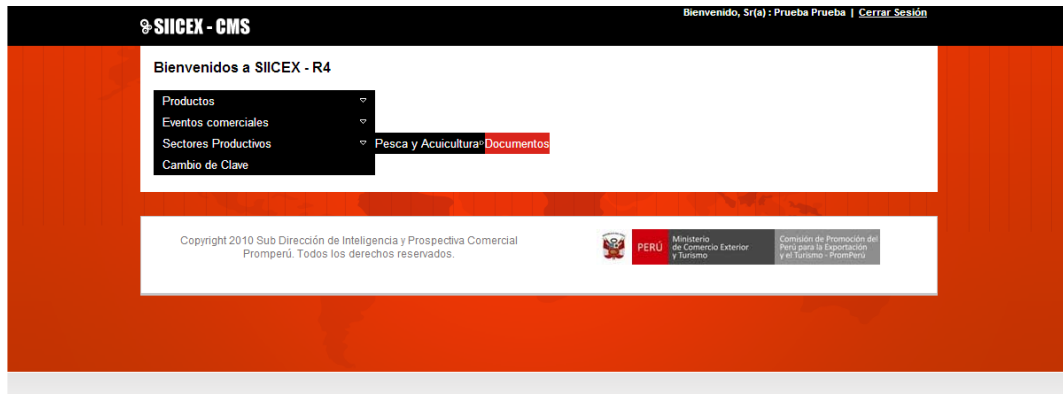 Bienvenido, Sr(a) : Prueba Prueba | Cerrar Sesión
SIICEX - CMS
Bienvenidos a SIICEX - R4
Productos
Eventos comerciales
Sectores Productivos
Pesca y Acuicultura
Documentos
Cambio de Clave
Copyright 2010 Sub Dirección de Inteligencia y Prospectiva Comercial
Promperú. Todos los derechos reservados.
PERÚ
Ministerio
de Comercio Exterior
y Turismo
Comisión de Promoción del
Perú para la Exportación
y el Turismo - PromPerú